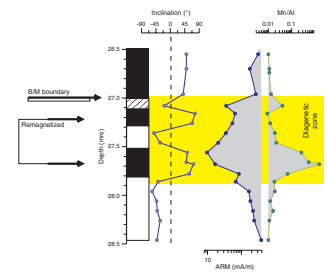 Inclination (°)
Mn/Al
-90 -45 0 45 90
0.01 0.1
26.5
B/M boundary
27.0
Remagnetized
27.5
Depth (rms)
28.0
28.5
Diagenetic
zone
10
ARM (mA/m)